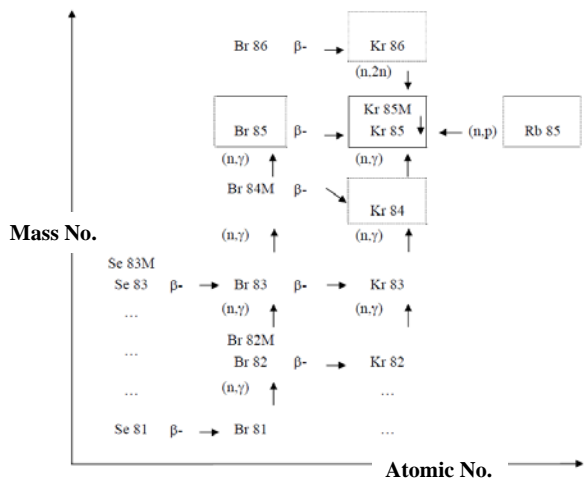 Br 86 β- Kr 86
(n,2n)
Kr 85M
Br 85 β- Kr 85 (n,p) Rb 85
(n,γ) (n,γ)
Br 84M β-
Kr 84
Mass No.
(n,γ) (n,γ)
Se 83M
Se 83 β- Br 83 β- Kr 83
... (n,γ) (n,γ)
Br 82M
...
Br 82 β- Kr 82
... (n,γ) ...
Se 81 β- Br 81 ...
Atomic No.